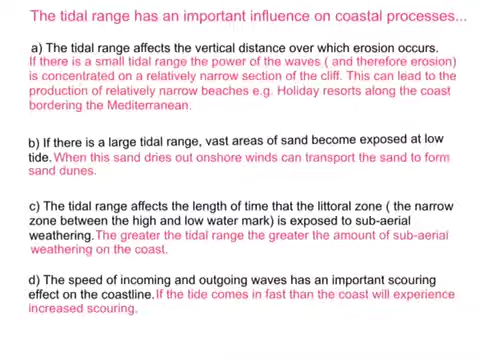 The tidal range has an important influence on coastal processes...
a) The tidal range affects the vertical distance over which erosion occurs.
If there is a small tidal range the power of the waves ( and therefore erosion)
is concentrated on a relatively narrow section of the cliff. This can lead to the
production of relatively narrow beaches e.g. Holiday resorts along the coast
bordering the Mediterranean.
b) If there is a large tidal range, vast areas of sand become exposed at low
tide. When this sand dries out onshore winds can transport the sand to form
sand dunes.
c) The tidal range affects the length of time that the littoral zone ( the narrow
zone between the high and low water mark) is exposed to sub-aerial
weathering. The greater the tidal range the greater the amount of sub-aerial
weathering on the coast.
d) The speed of incoming and outgoing waves has an important scouring
effect on the coastline. If the tide comes in fast than the coast will experience
increased scouring.